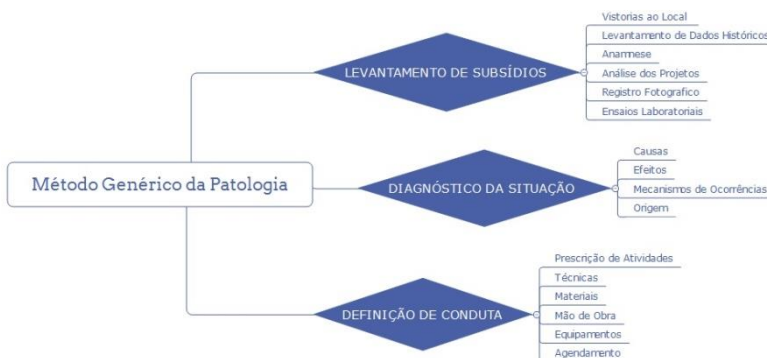 Método Genérico da Patologia
LEVANTAMENTO DE SUBSÍDIOS
Vistorias ao Local
Levantamento de Dados Históricos
Anamnese
Análise dos Projetos
Registro Fotografico
Ensaios Laboratoriais
DIAGNÓSTICO DA SITUAÇÃO
Causas
Efeitos
Mecanismos de Ocorrências
Origem
DEFINIÇÃO DE CONDUTA
Prescrição de Atividades
Técnicas
Materiais
Mão de Obra
Equipamentos
Agendamento